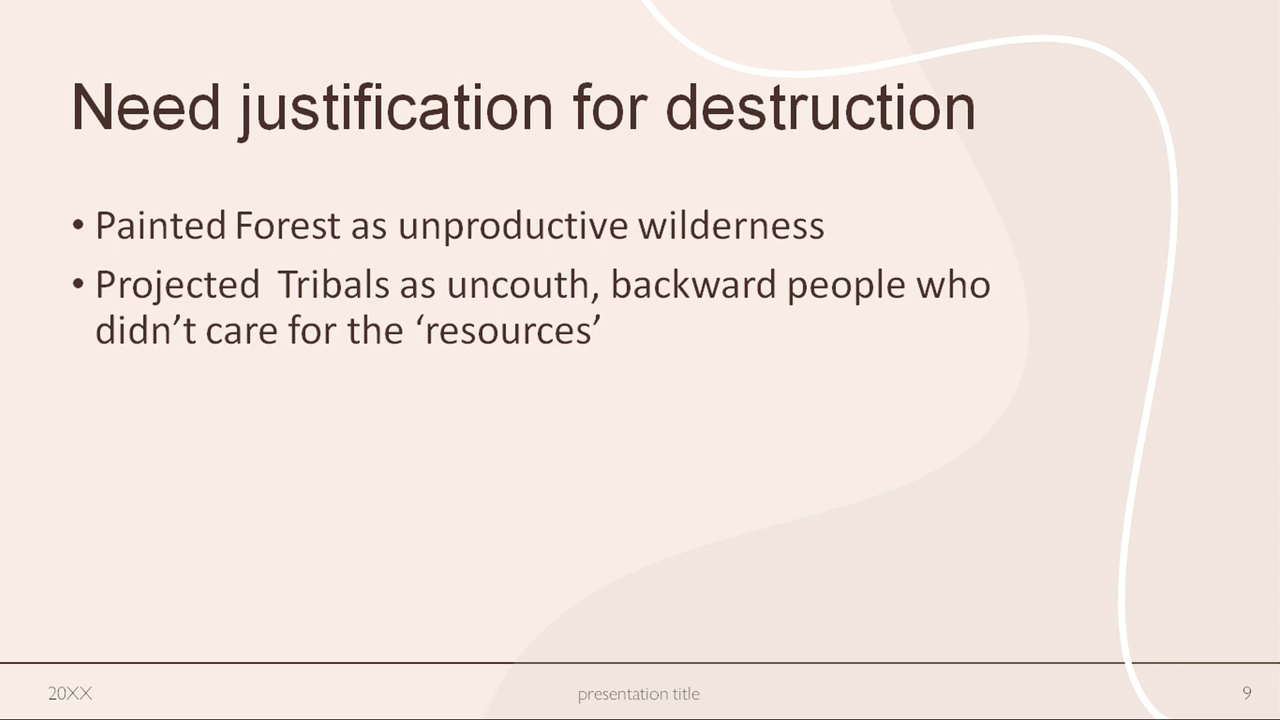 Need justification for destruction
• Painted Forest as unproductive wilderness
• Projected  Tribals as uncouth, backward people who
didn’t care for the ‘resources’
20XX
presentation title
9